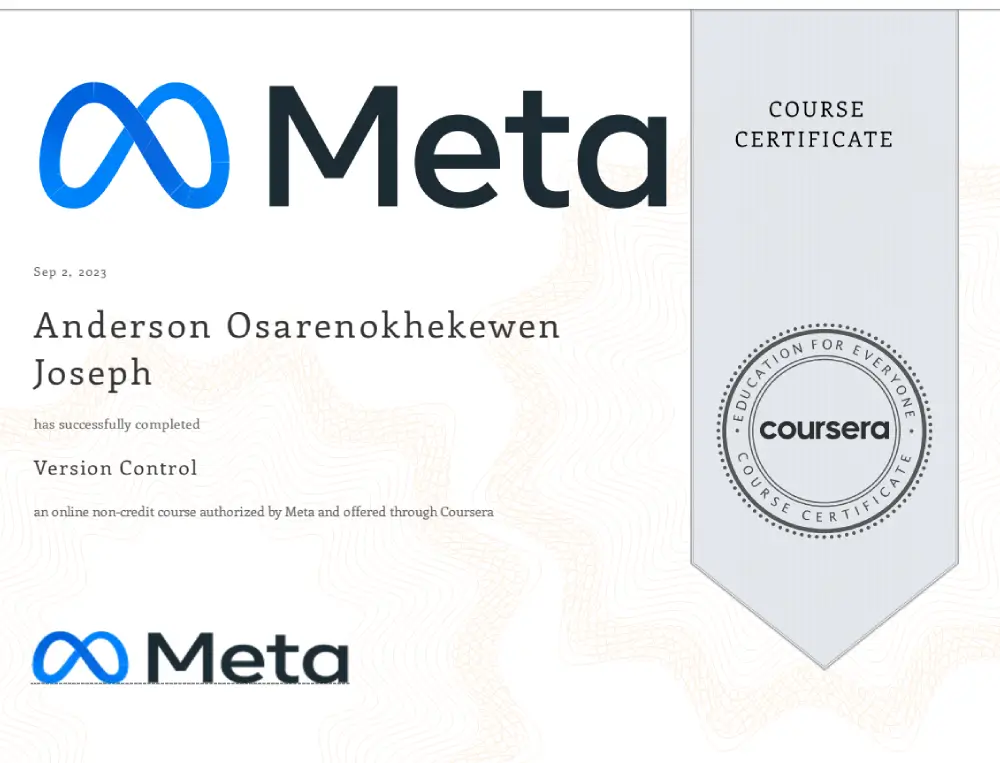 Meta
COURSE
CERTIFICATE
Sep 2, 2023
Anderson Osarenokhekewen
Joseph
has successfully completed
Version Control
an online non-credit course authorized by Meta and offered through Coursera
EDUCATION FOR EVERYONE
coursera
COURSE CERTIFICATE
Meta